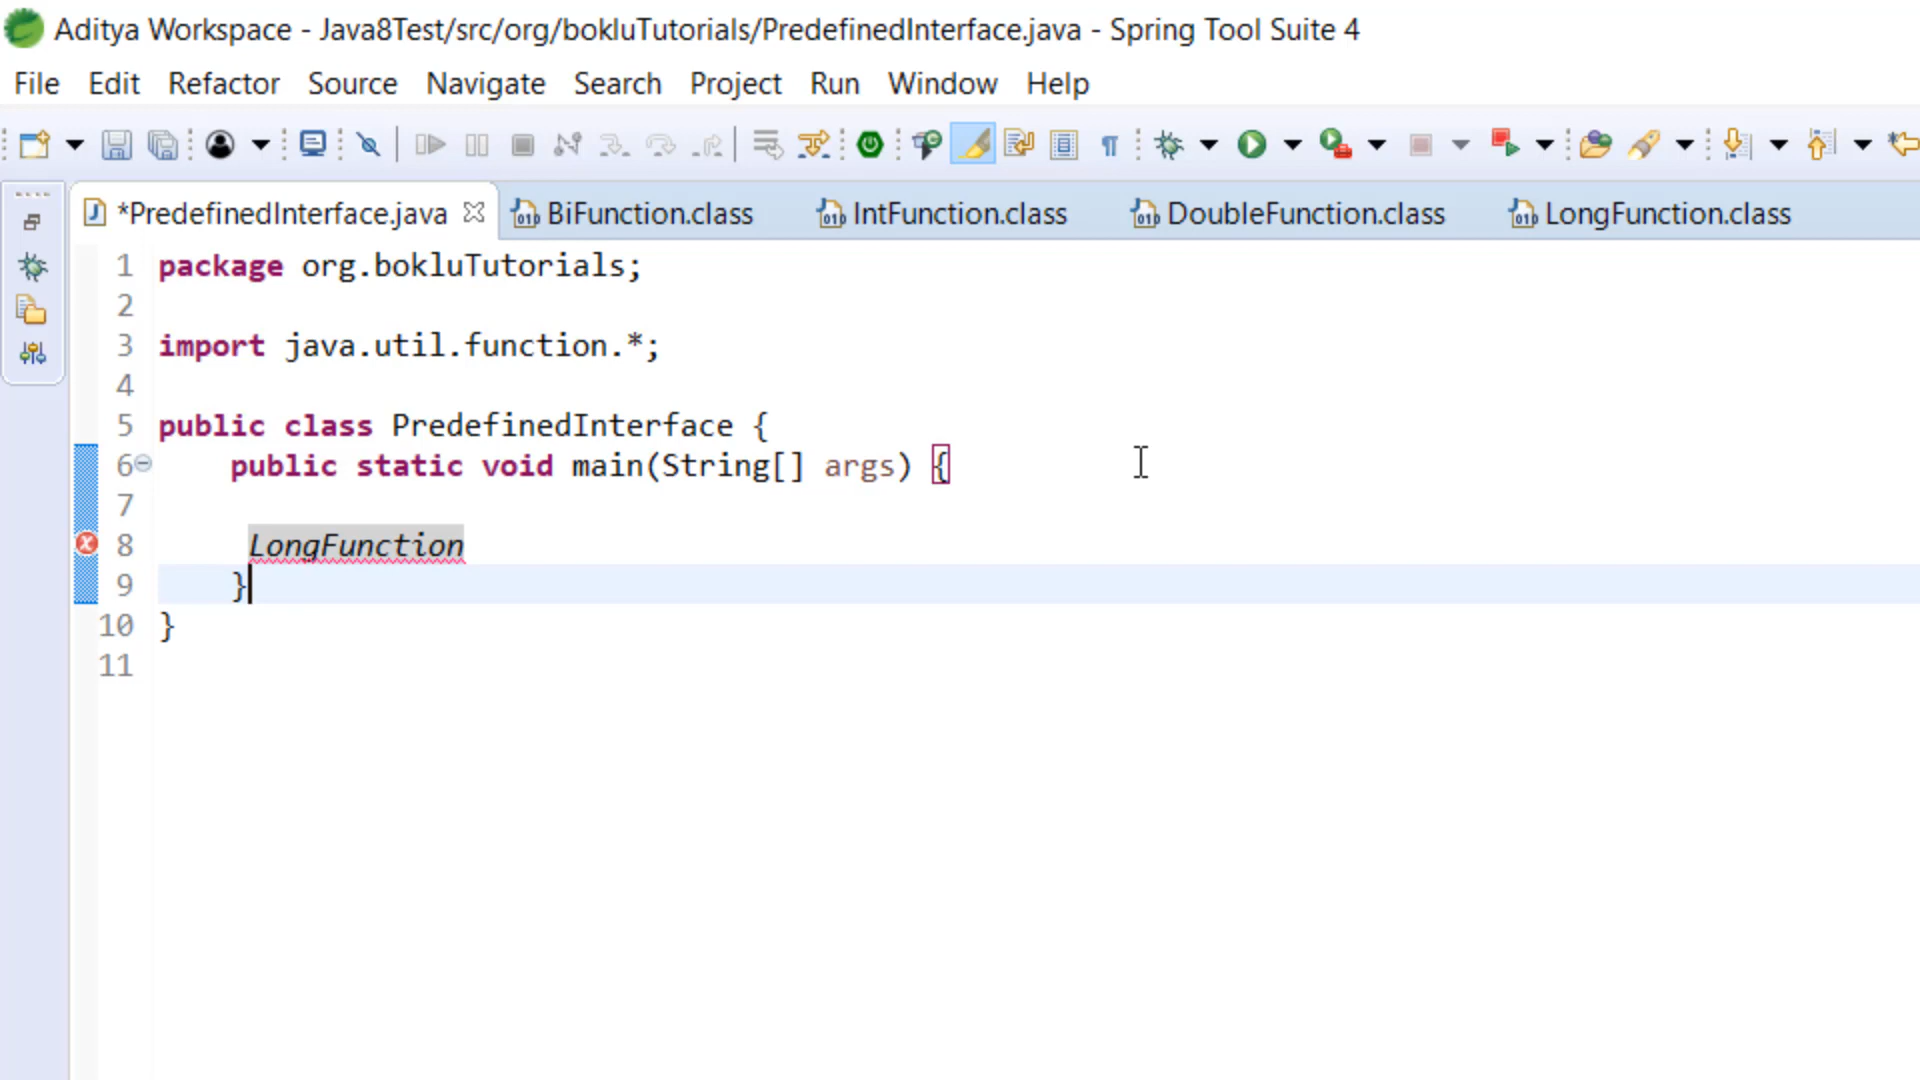 Aditya Workspace - Java8Test/src/org/bokluTutorials/PredefinedInterface.java - Spring Tool Suite 4
File Edit Refactor Source Navigate Search Project Run Window Help
*PredefinedInterface.java BiFunction.class IntFunction.class DoubleFunction.class LongFunction.class
1 package org.bokluTutorials;
2
3 import java.util.function.*;
4
5 public class PredefinedInterface {
6 public static void main(String[] args) {
7
8 LongFunction
9 }
10 }
11